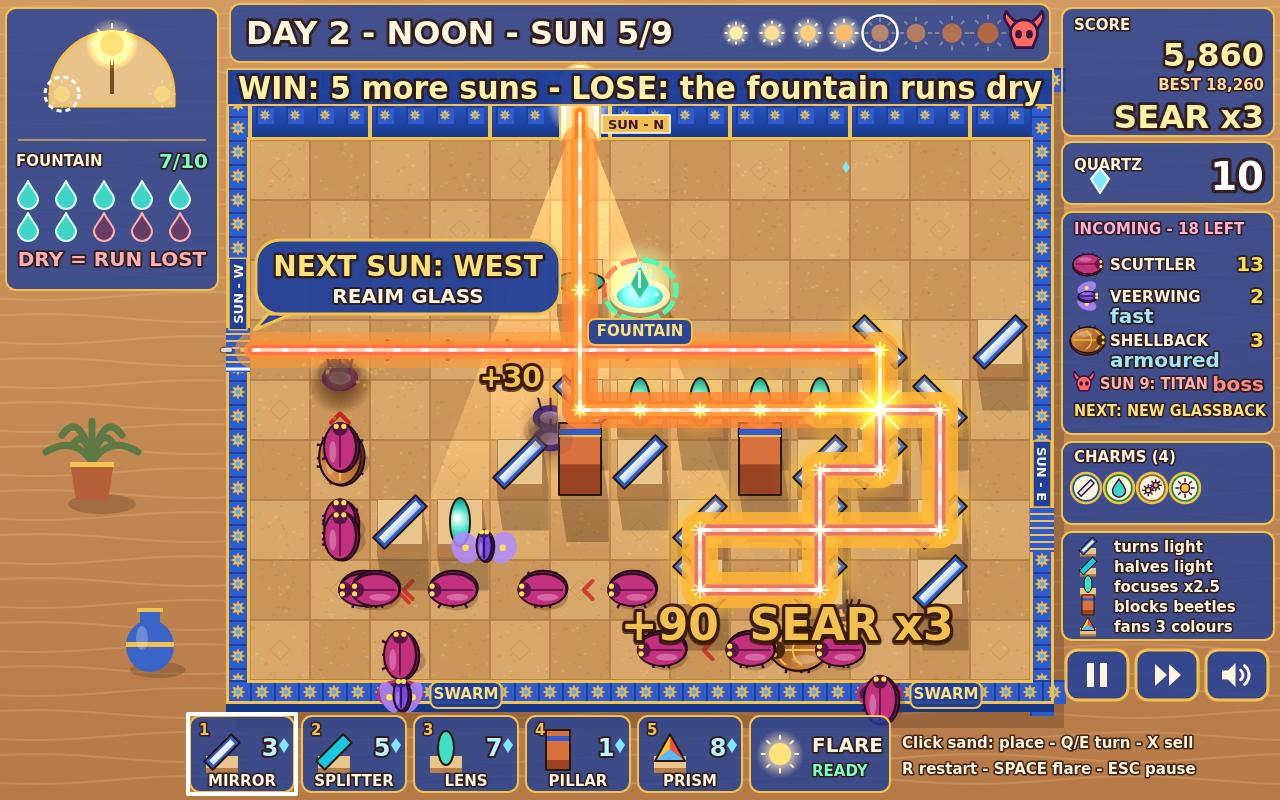 DAY 2 - NOON - SUN 5/9
WIN: 5 more suns - LOSE: the fountain runs dry
SUN - N
FOUNTAIN 7/10
DRY = RUN LOST
SUN - W
NEXT SUN: WEST
REAIM GLASS
FOUNTAIN
+30
+90 SEAR x3
SUN - E
SWARM
SWARM
SCORE
5,860
BEST 18,260
SEAR x3
QUARTZ
10
INCOMING - 18 LEFT
SCUTTLER 13
VEERWING 2
fast
SHELLBACK 3
armoured
SUN 9: TITAN boss
NEXT: NEW GLASSBACK
CHARMS (4)
turns light
halves light
focuses x2.5
blocks beetles
fans 3 colours
1 3 MIRROR
2 5 SPLITTER
3 7 LENS
4 1 PILLAR
5 8 PRISM
FLARE
READY
Click sand: place - Q/E turn - X sell
R restart - SPACE flare - ESC pause